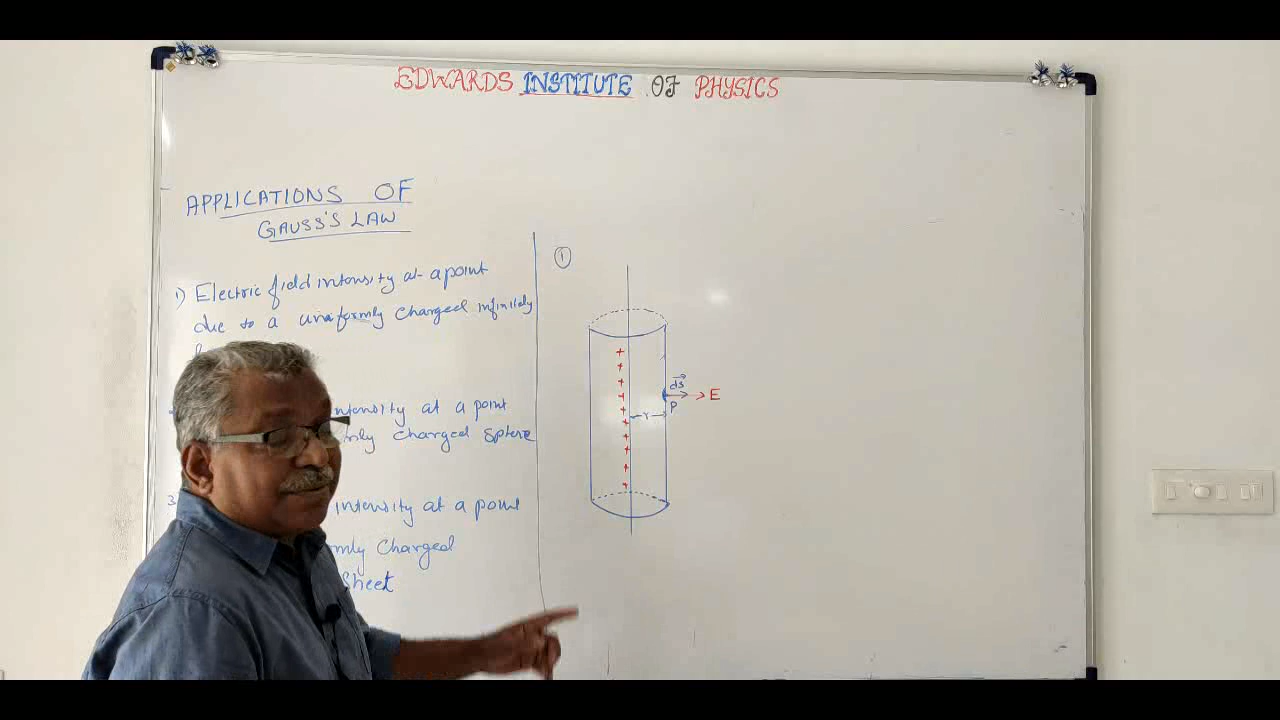 EDWARDS INSTITUTE OF PHYSICS
APPLICATIONS OF
GAUSS'S LAW
1) Electric field intensity at a point
due to a uniformly charged infinitely
intensity at a point
charged sphere
3
intensity at a point
Charged
Sheet
1
+
+
+
+
+
+
+
+
+
ds
E
P
r